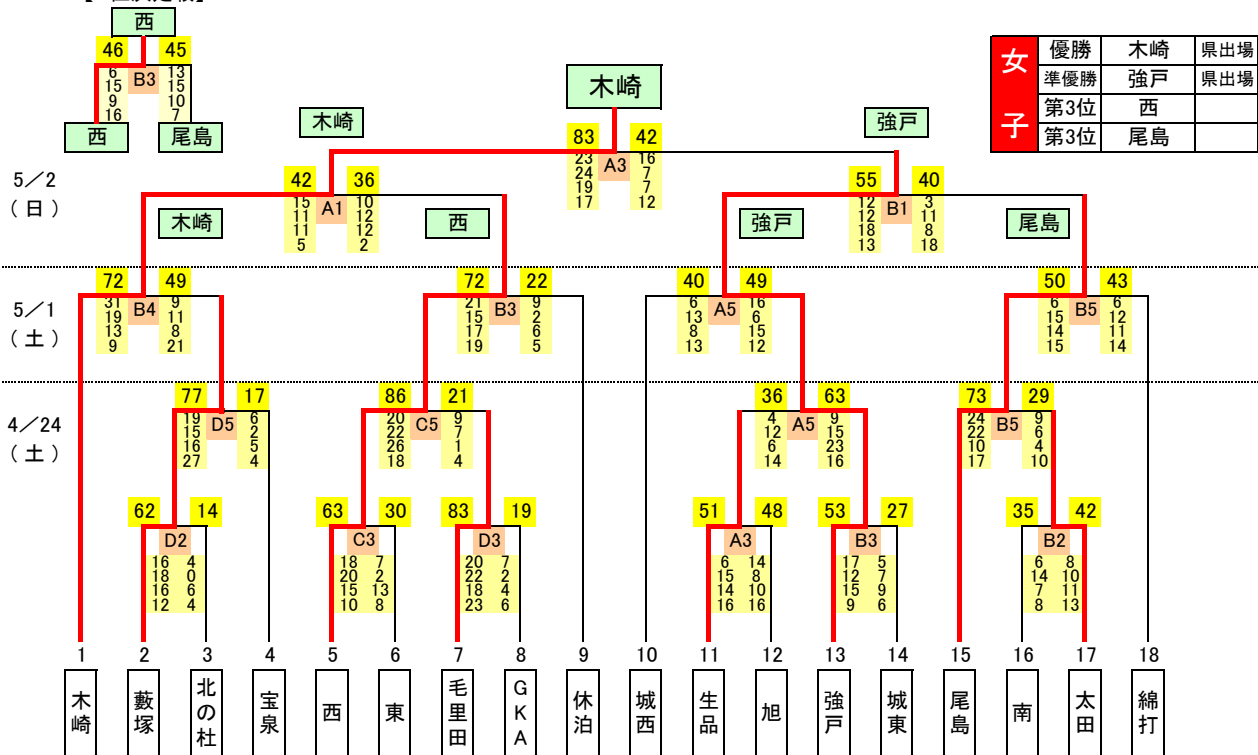 西
46 45
6 13
15 B3 15
9 10
16 7
西 尾島
女子
優勝 木崎 県出場
準優勝 強戸 県出場
第3位 西
第3位 尾島
木崎
木崎 強戸
83 42
23 16
24 A3 7
19 7
17 12
5/2
(日)
42 36
15 10
11 A1 12
11 12
5 2
55 40
12 3
12 B1 11
18 8
13 18
木崎 西 強戸 尾島
5/1
(土)
72 49
31 9
19 B4 11
13 8
9 21
72 22
21 9
15 B3 2
17 6
19 5
40 49
6 16
13 A5 6
8 15
13 12
50 43
6 6
15 B5 12
14 11
15 14
4/24
(土)
77 17
19 6
15 D5 2
16 5
27 4
86 21
20 9
22 C5 7
26 1
18 4
36 63
4 9
12 A5 15
6 23
14 16
73 29
24 9
22 B5 6
10 4
17 10
62 14
D2
16 4
18 0
16 6
12 4
63 30
C3
18 7
20 2
15 13
10 8
83 19
D3
20 7
22 2
18 4
23 6
51 48
A3
6 14
15 8
14 10
16 16
53 27
B3
17 5
12 7
15 9
9 6
35 42
B2
6 8
14 10
7 11
8 13
1 2 3 4 5 6 7 8 9 10 11 12 13 14 15 16 17 18
木崎 藪塚 北の杜 宝泉 西 東 毛里田 GKA 休泊 城西 生品 旭 強戸 城東 尾島 南 太田 綿打